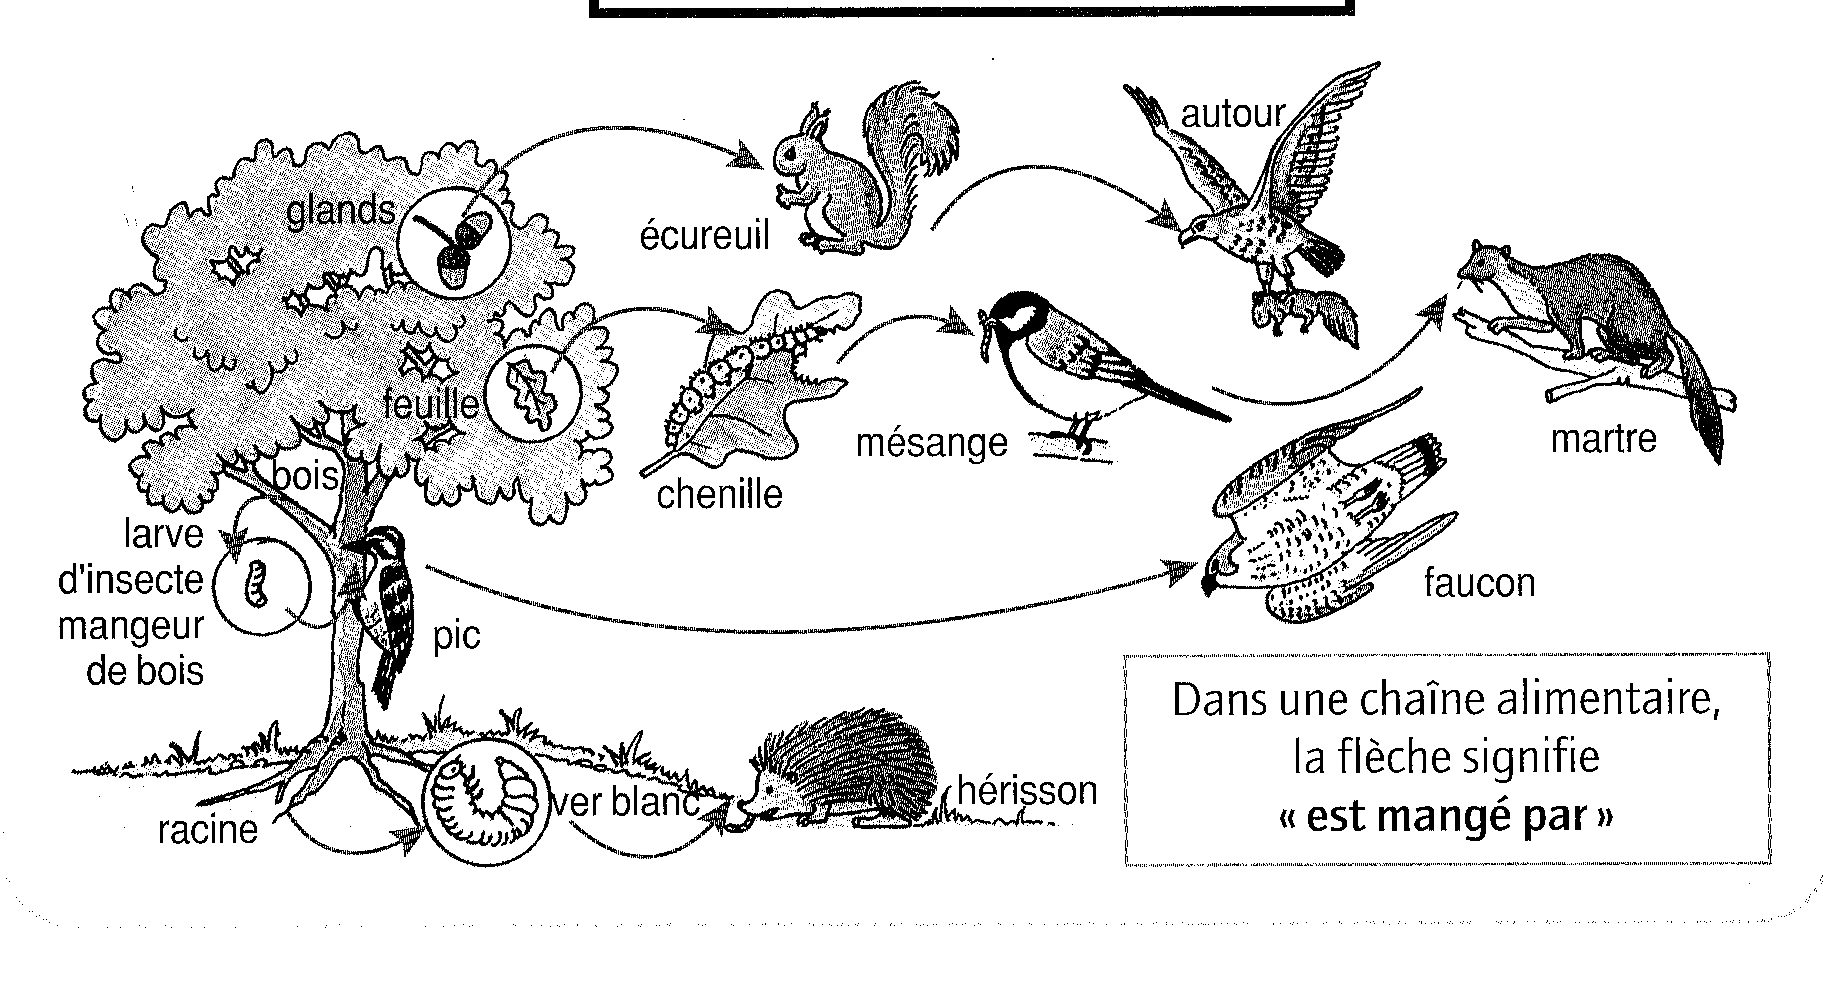 autour
glands
écureuil
feuille
mésange
martre
bois
chenille
larve
d'insecte
mangeur
de bois
faucon
pic
Dans une chaîne alimentaire,
la flèche signifie
« est mangé par »
ver blanc
hérisson
racine